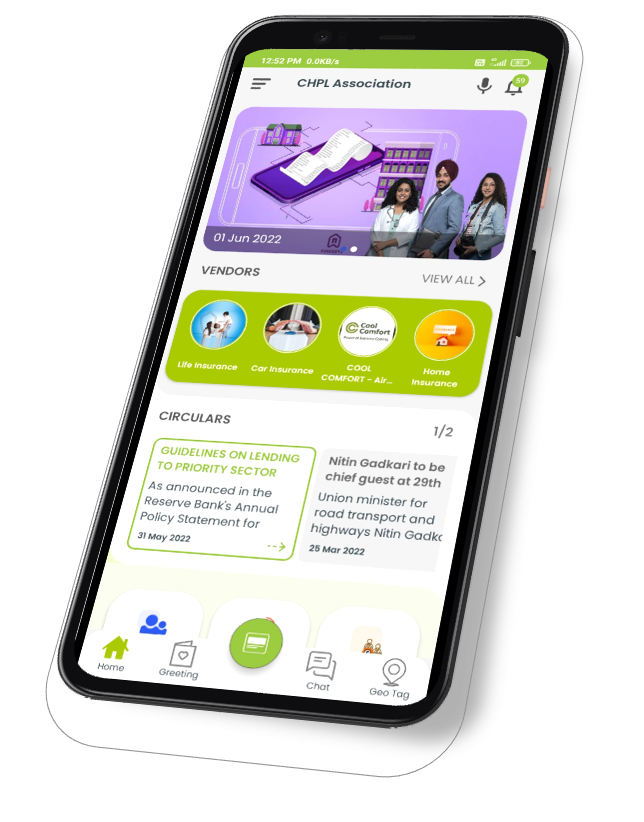 12:52 PM 0.0KB/s
CHPL Association
59
01 Jun 2022
VENDORS
VIEW ALL
Cool
Comfort
Life Insurance
Car Insurance
COOL
COMFORT - Air...
Home
Insurance
CIRCULARS
1/2
GUIDELINES ON LENDING
TO PRIORITY SECTOR
As announced in the
Reserve Bank's Annual
Policy Statement for
31 May 2022
Nitin Gadkari to be
chief guest at 29th
Union minister for
road transport and
highways Nitin Gadk
25 Mar 2022
Home
Greeting
Chat
Geo Tag